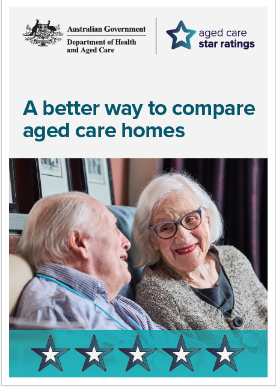 Australian Government
Department of Health
and Aged Care
aged care
star ratings
A better way to compare
aged care homes